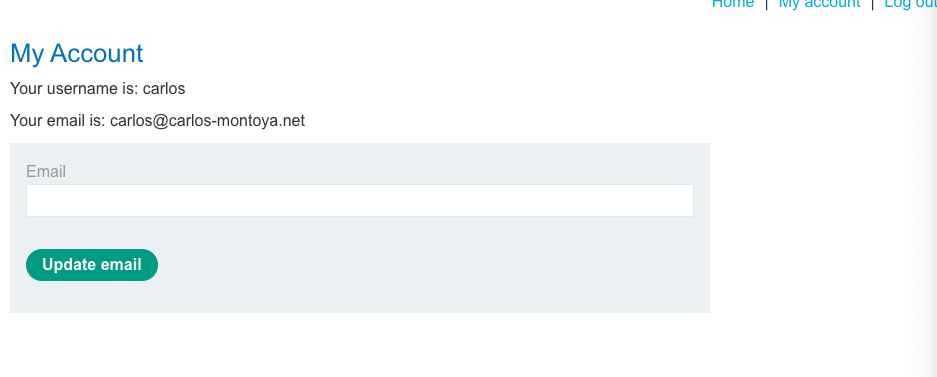 Home | My account | Log out
My Account
Your username is: carlos
Your email is: carlos@carlos-montoya.net
Email
Update email